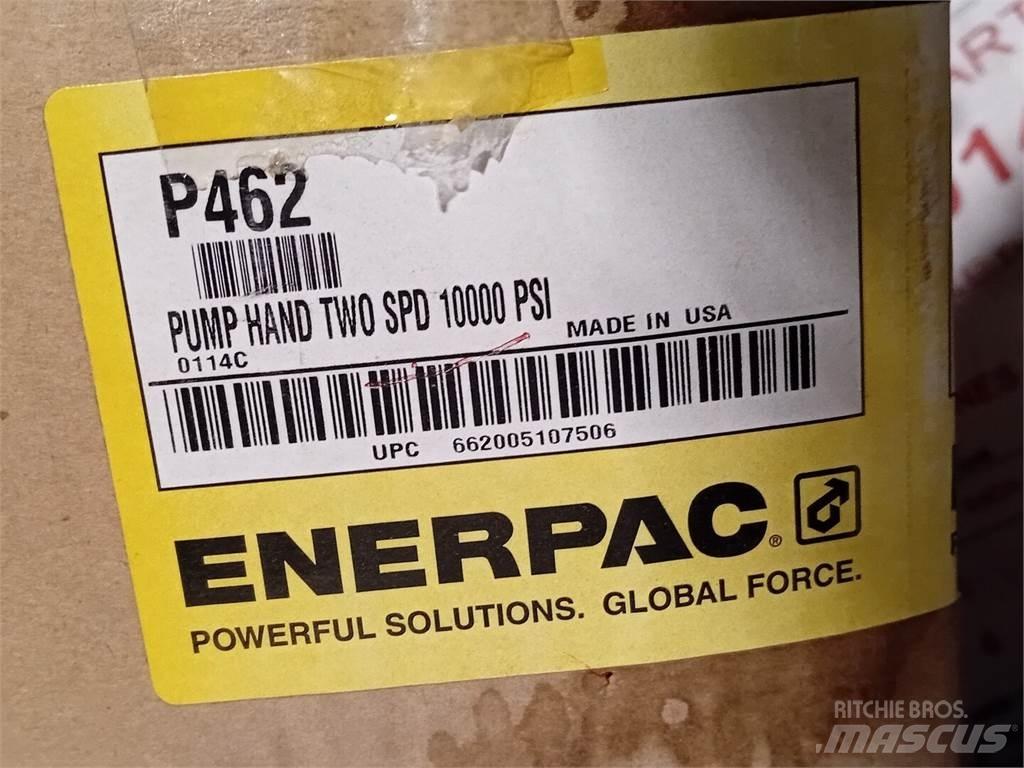 P462
PUMP HAND TWO SPD 10000 PSI
0114C
MADE IN USA
UPC 662005107506
ENERPAC®
POWERFUL SOLUTIONS. GLOBAL FORCE.
RITCHIE BROS.
MASCUS